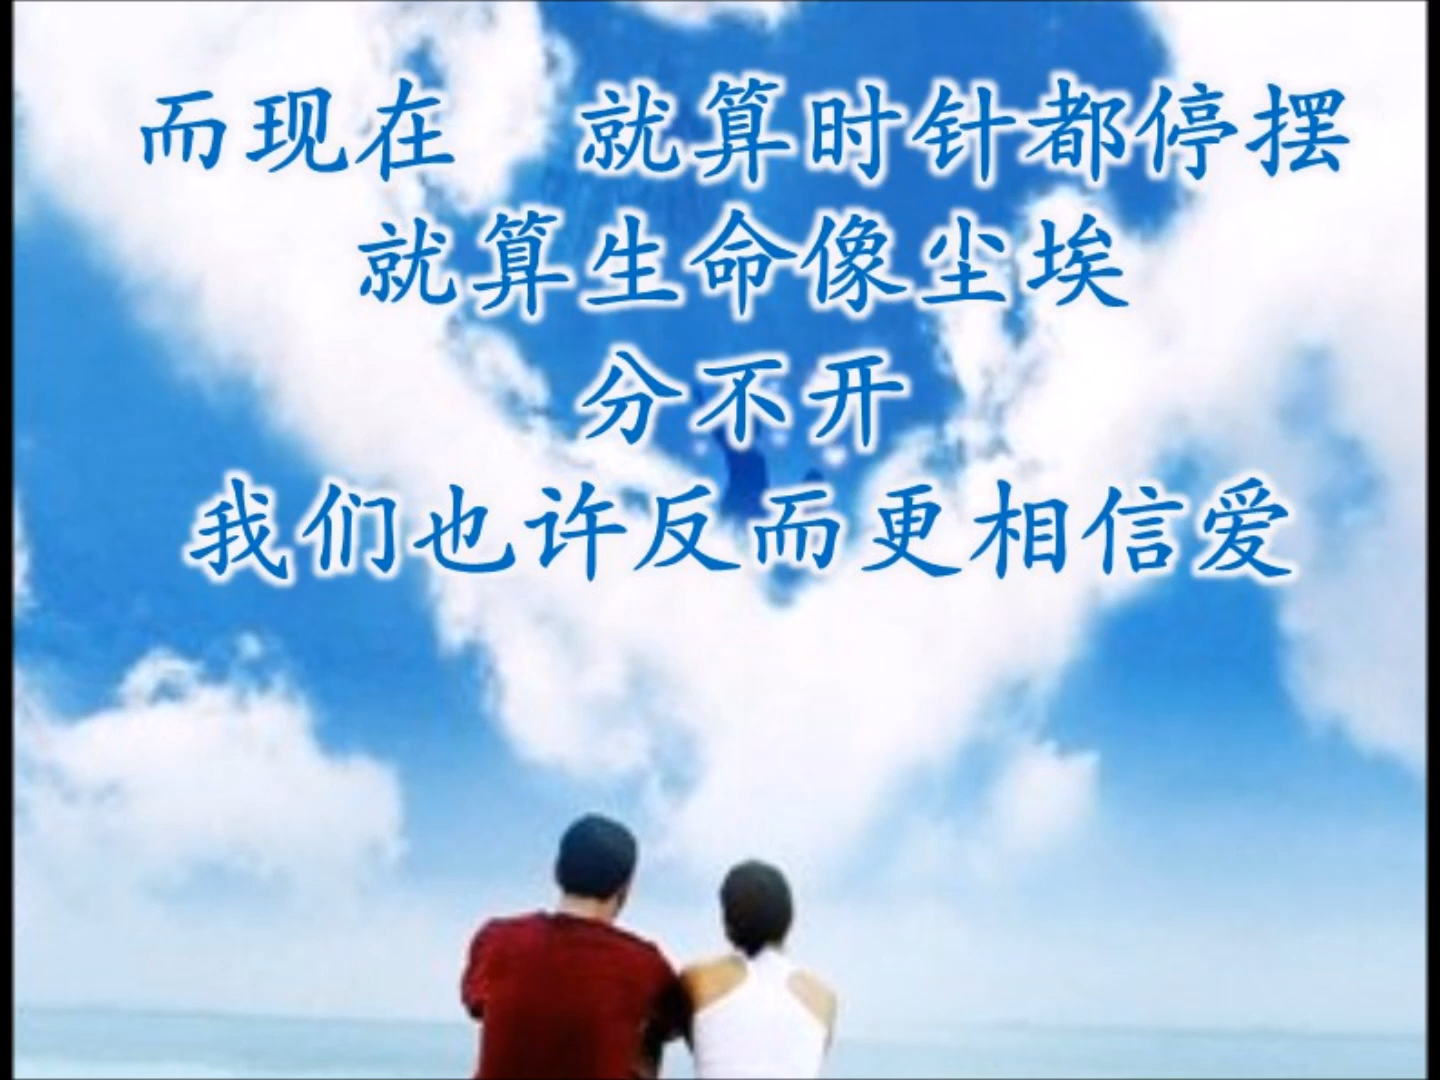 而现在 就算时针都停摆
就算生命像尘埃
分不开
我们也许反而更相信爱